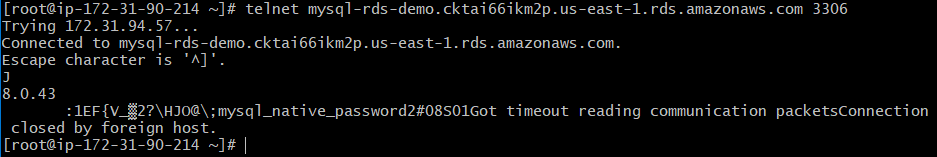 [root@ip-172-31-90-214 ~]# telnet mysql-rds-demo.cktai66ikm2p.us-east-1.rds.amazonaws.com 3306
Trying 172.31.94.57...
Connected to mysql-rds-demo.cktai66ikm2p.us-east-1.rds.amazonaws.com.
Escape character is '^]'.
J
8.0.43
:1EF{V_▒2?\HJO@\;mysql_native_password2#08S01Got timeout reading communication packetsConnection
closed by foreign host.
[root@ip-172-31-90-214 ~]#